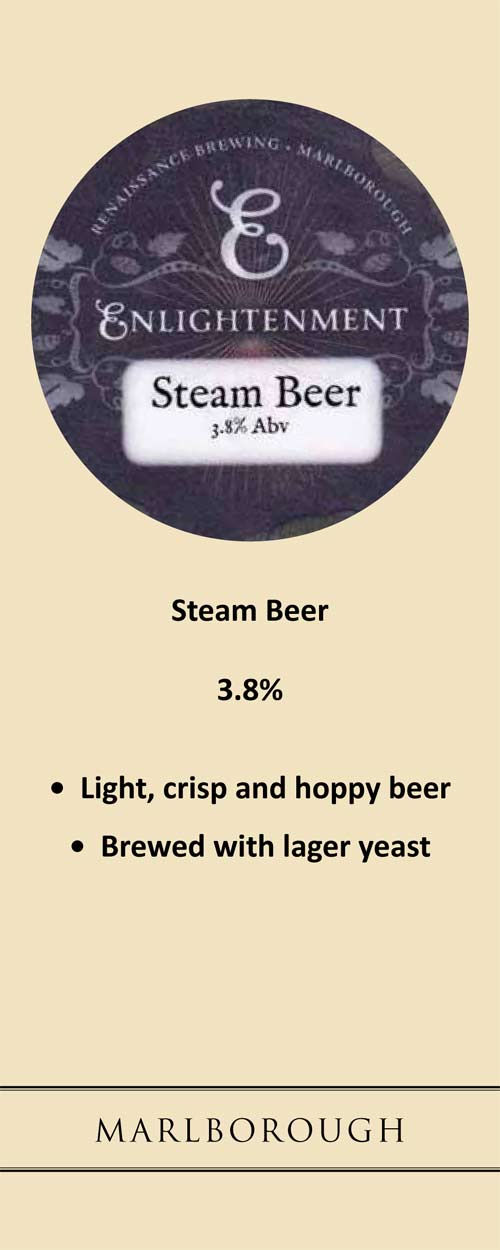 RENAISSANCE BREWING • MARLBOROUGH
E
ENLIGHTENMENT
Steam Beer
3.8% Abv
Steam Beer
3.8%
• Light, crisp and hoppy beer
• Brewed with lager yeast
MARLBOROUGH